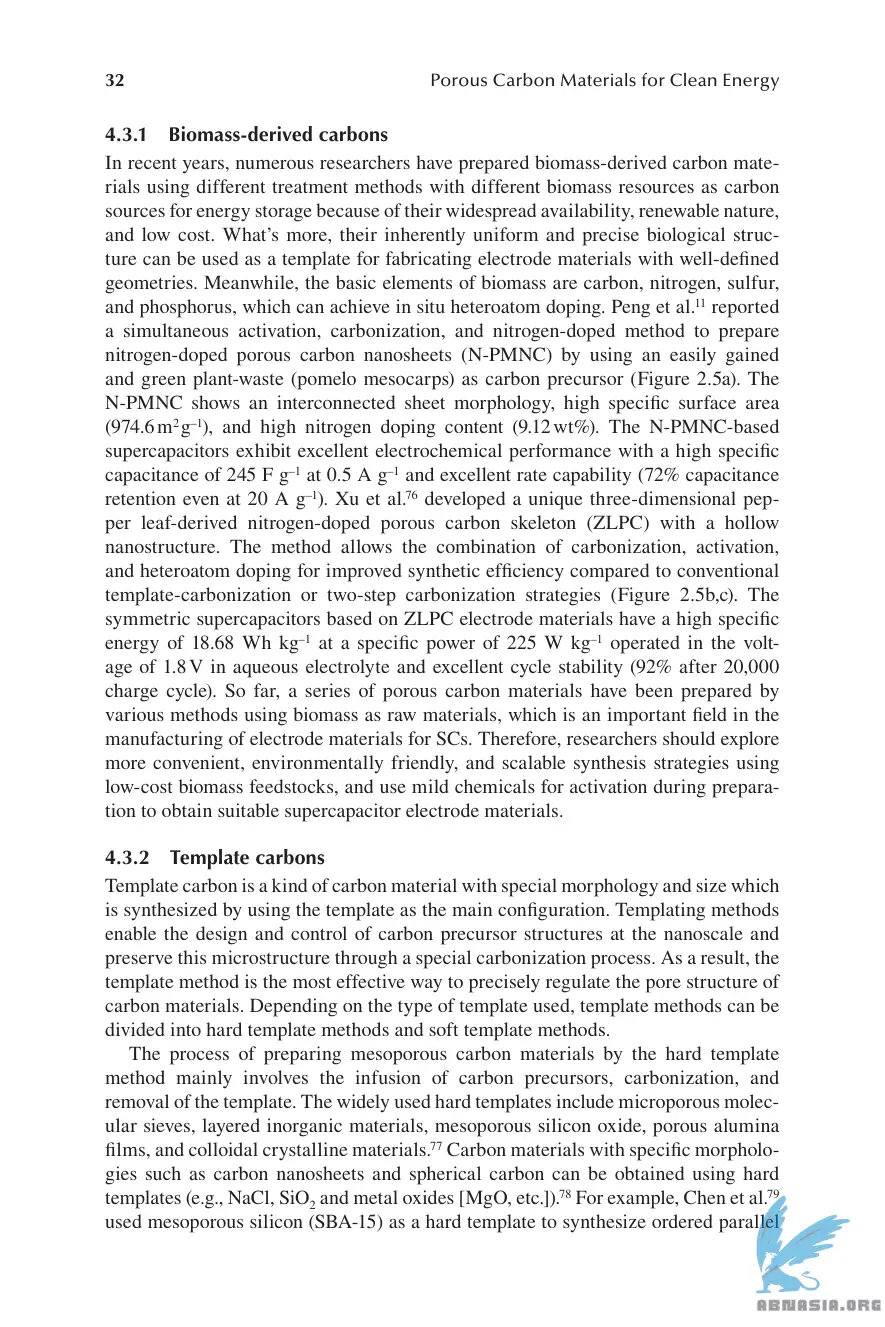 32 Porous Carbon Materials for Clean Energy
4.3.1 Biomass-derived carbons
In recent years, numerous researchers have prepared biomass-derived carbon mate-
rials using different treatment methods with different biomass resources as carbon
sources for energy storage because of their widespread availability, renewable nature,
and low cost. What's more, their inherently uniform and precise biological struc-
ture can be used as a template for fabricating electrode materials with well-defined
geometries. Meanwhile, the basic elements of biomass are carbon, nitrogen, sulfur,
and phosphorus, which can achieve in situ heteroatom doping. Peng et al.¹¹ reported
a simultaneous activation, carbonization, and nitrogen-doped method to prepare
nitrogen-doped porous carbon nanosheets (N-PMNC) by using an easily gained
and green plant-waste (pomelo mesocarps) as carbon precursor (Figure 2.5a). The
N-PMNC shows an interconnected sheet morphology, high specific surface area
(974.6 m² g⁻¹), and high nitrogen doping content (9.12 wt%). The N-PMNC-based
supercapacitors exhibit excellent electrochemical performance with a high specific
capacitance of 245 F g⁻¹ at 0.5 A g⁻¹ and excellent rate capability (72% capacitance
retention even at 20 A g⁻¹). Xu et al.⁷⁶ developed a unique three-dimensional pep-
per leaf-derived nitrogen-doped porous carbon skeleton (ZLPC) with a hollow
nanostructure. The method allows the combination of carbonization, activation,
and heteroatom doping for improved synthetic efficiency compared to conventional
template-carbonization or two-step carbonization strategies (Figure 2.5b,c). The
symmetric supercapacitors based on ZLPC electrode materials have a high specific
energy of 18.68 Wh kg⁻¹ at a specific power of 225 W kg⁻¹ operated in the volt-
age of 1.8 V in aqueous electrolyte and excellent cycle stability (92% after 20,000
charge cycle). So far, a series of porous carbon materials have been prepared by
various methods using biomass as raw materials, which is an important field in the
manufacturing of electrode materials for SCs. Therefore, researchers should explore
more convenient, environmentally friendly, and scalable synthesis strategies using
low-cost biomass feedstocks, and use mild chemicals for activation during prepara-
tion to obtain suitable supercapacitor electrode materials.
4.3.2 Template carbons
Template carbon is a kind of carbon material with special morphology and size which
is synthesized by using the template as the main configuration. Templating methods
enable the design and control of carbon precursor structures at the nanoscale and
preserve this microstructure through a special carbonization process. As a result, the
template method is the most effective way to precisely regulate the pore structure of
carbon materials. Depending on the type of template used, template methods can be
divided into hard template methods and soft template methods.
The process of preparing mesoporous carbon materials by the hard template
method mainly involves the infusion of carbon precursors, carbonization, and
removal of the template. The widely used hard templates include microporous molec-
ular sieves, layered inorganic materials, mesoporous silicon oxide, porous alumina
films, and colloidal crystalline materials.⁷⁷ Carbon materials with specific morpholo-
gies such as carbon nanosheets and spherical carbon can be obtained using hard
templates (e.g., NaCl, SiO₂ and metal oxides [MgO, etc.]).⁷⁸ For example, Chen et al.⁷⁹
used mesoporous silicon (SBA-15) as a hard template to synthesize ordered parallel
ABNASIA.ORG